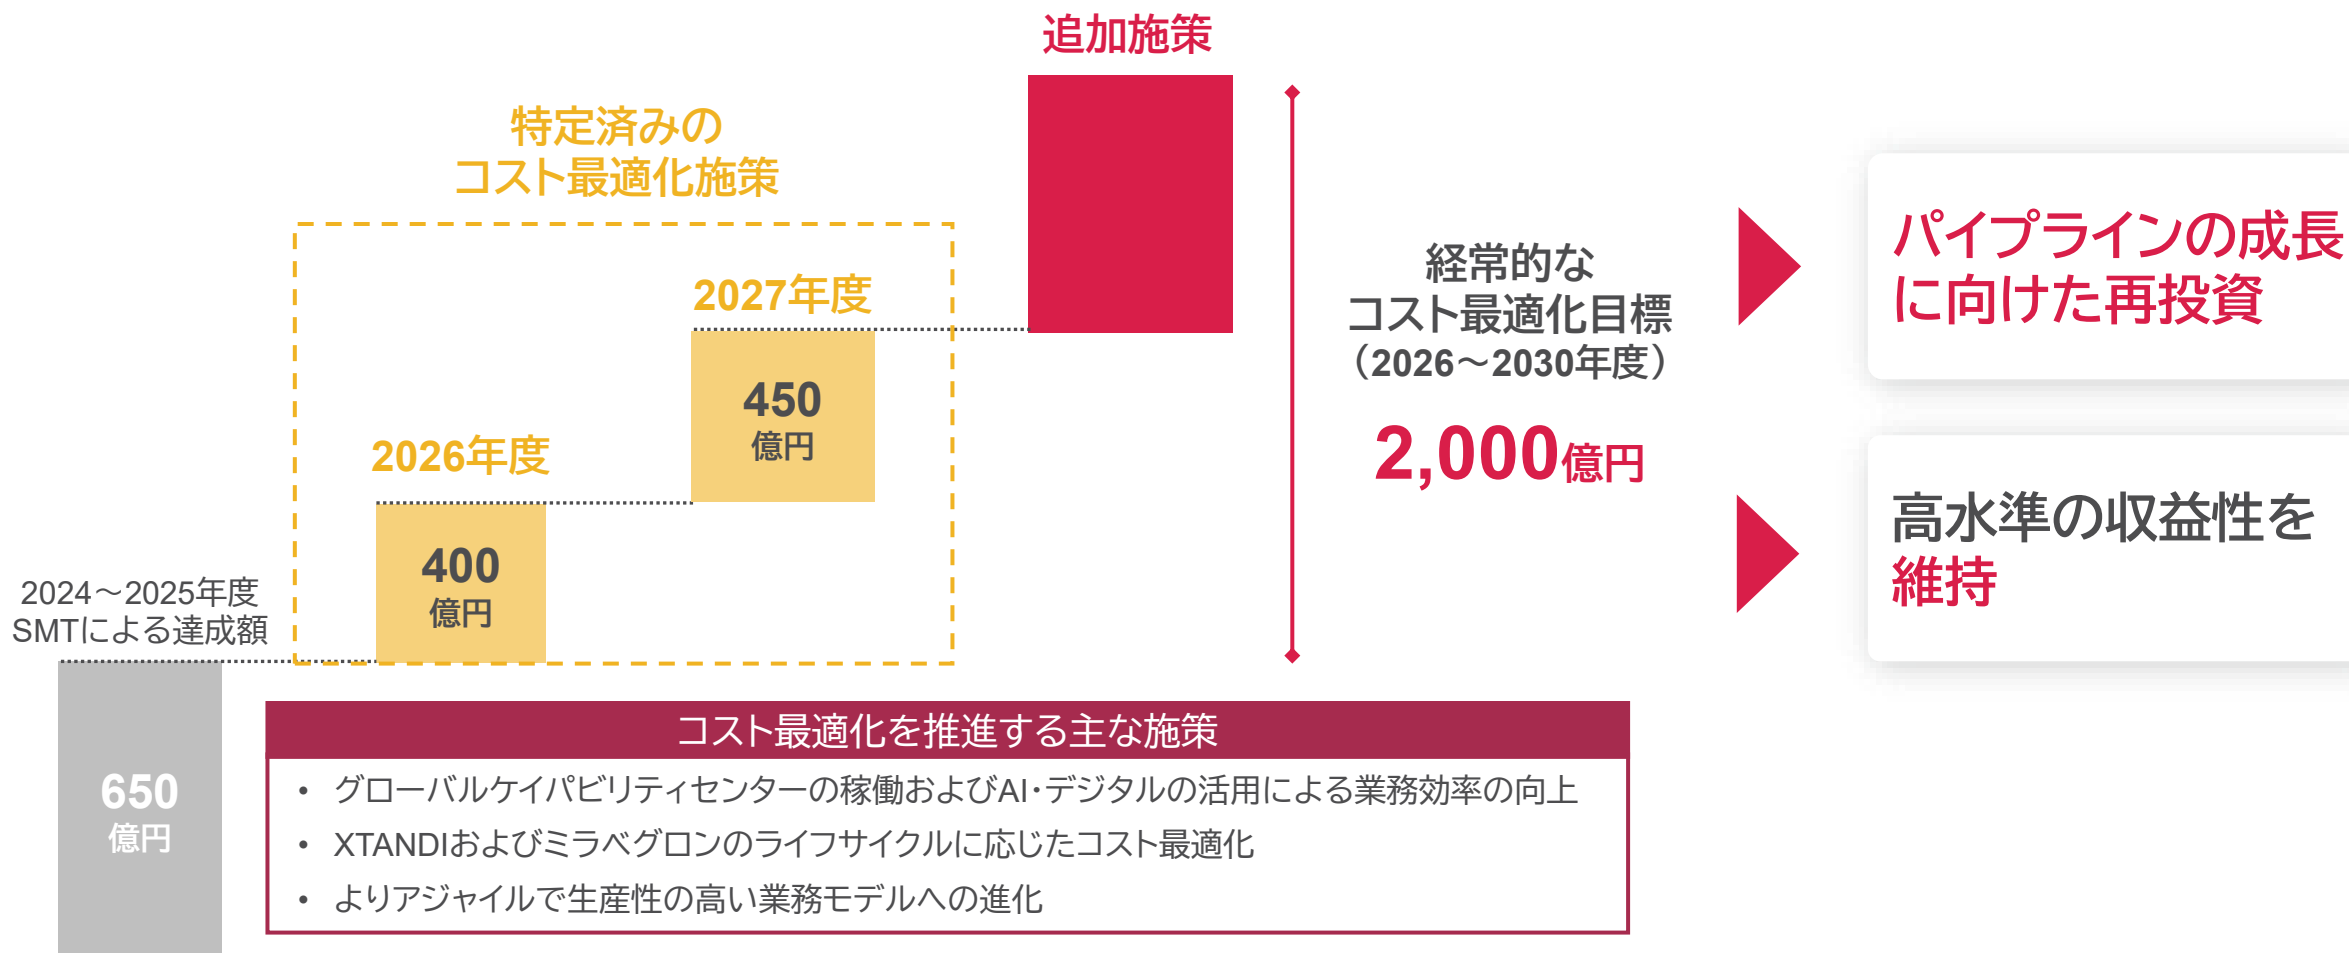 追加施策
特定済みの
コスト最適化施策
2027年度
450
億円
2026年度
400
億円
2024～2025年度
SMTによる達成額
650
億円
経常的な
コスト最適化目標
（2026～2030年度）
2,000億円
パイプラインの成長
に向けた再投資
高水準の収益性を
維持
コスト最適化を推進する主な施策
• グローバルケイパビリティセンターの稼働およびAI・デジタルの活用による業務効率の向上
• XTANDIおよびミラベグロンのライフサイクルに応じたコスト最適化
• よりアジャイルで生産性の高い業務モデルへの進化